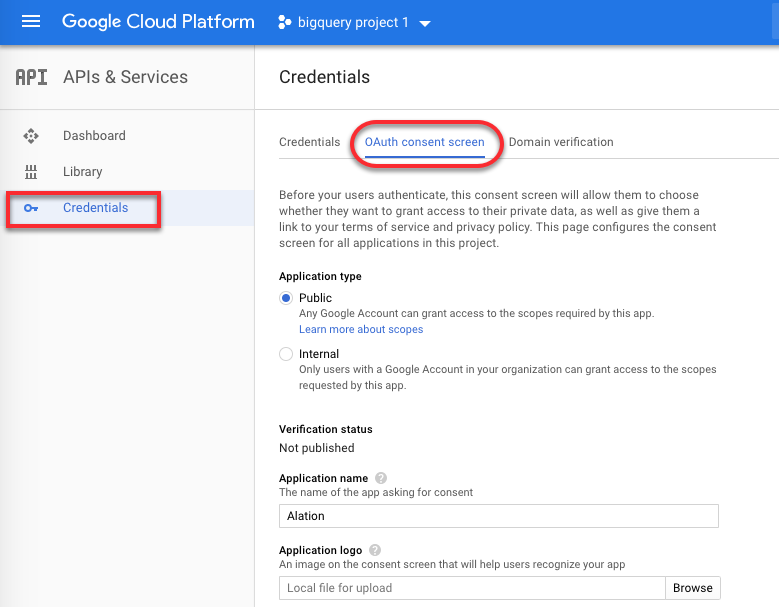 Google Cloud Platform
bigquery project 1
API
APIs & Services
Credentials
Dashboard
Library
Credentials
Credentials
OAuth consent screen
Domain verification
Before your users authenticate, this consent screen will allow them to choose
whether they want to grant access to their private data, as well as give them a
link to your terms of service and privacy policy. This page configures the consent
screen for all applications in this project.
Application type
Public
Any Google Account can grant access to the scopes required by this app.
Learn more about scopes
Internal
Only users with a Google Account in your organization can grant access to the scopes
requested by this app.
Verification status
Not published
Application name ?
The name of the app asking for consent
Alation
Application logo ?
An image on the consent screen that will help users recognize your app
Local file for upload
Browse